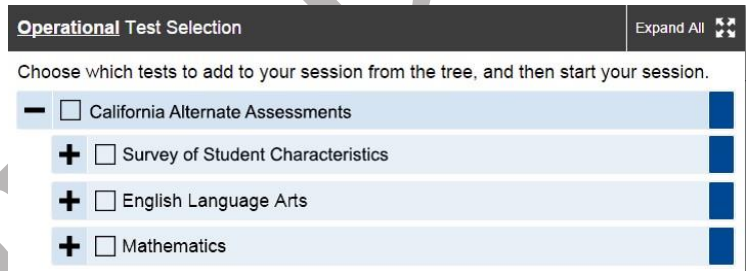 Operational Test Selection
Expand All
Choose which tests to add to your session from the tree, and then start your session.
California Alternate Assessments
Survey of Student Characteristics
English Language Arts
Mathematics